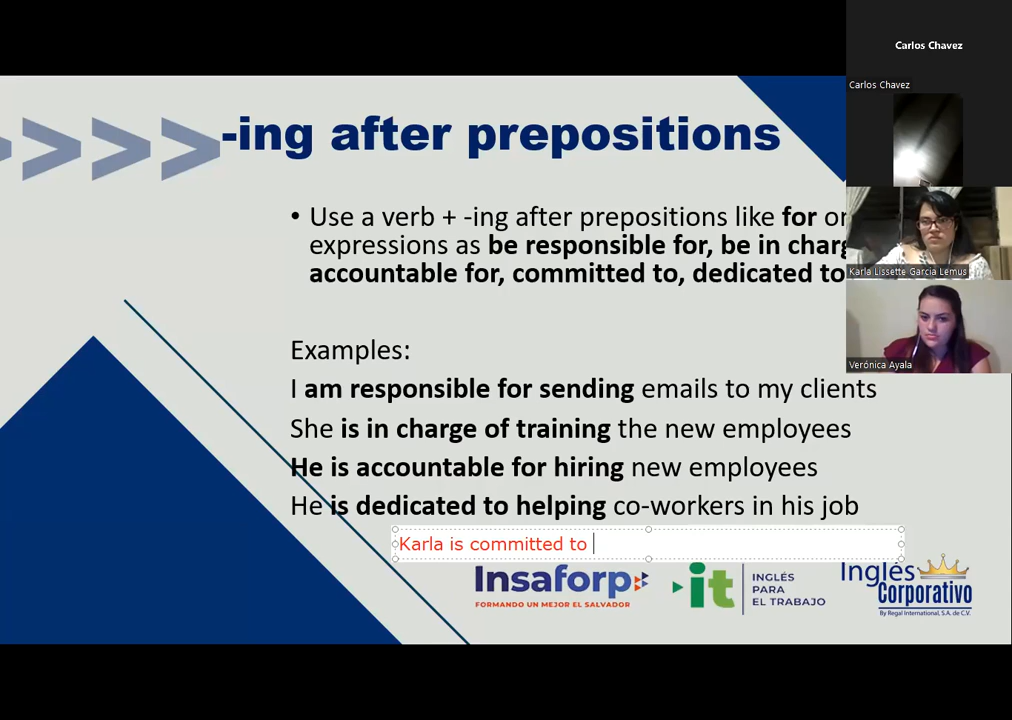 Carlos Chavez
Carlos Chavez
-ing after prepositions
• Use a verb + -ing after prepositions like for or
expressions as be responsible for, be in charg
accountable for, committed to, dedicated to
Karla Lissette Garcia Lemus
Verónica Ayala
Examples:
I am responsible for sending emails to my clients
She is in charge of training the new employees
He is accountable for hiring new employees
He is dedicated to helping co-workers in his job
Karla is committed to
Insaforp
FORMANDO UN MEJOR EL SALVADOR
it
INGLÉS
PARA
EL TRABAJO
Inglés
Corporativo
By Regal International, S.A. de C.V.